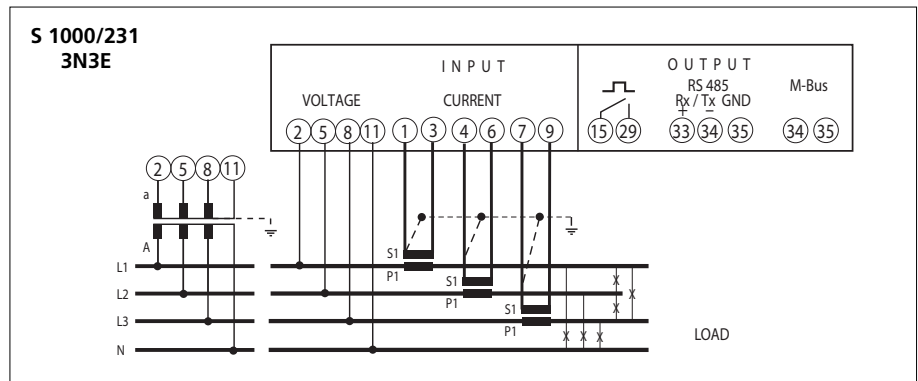 S 1000/231
3N3E
INPUT
OUTPUT
VOLTAGE
CURRENT
RS 485
Rx / Tx GND
+ −
M-Bus
2 5 8 11 1 3 4 6 7 9
15 29
33 34 35
34 35
2 5 8 11
a
A
S1
P1
S1
P1
S1
P1
L1
L2
L3
N
LOAD